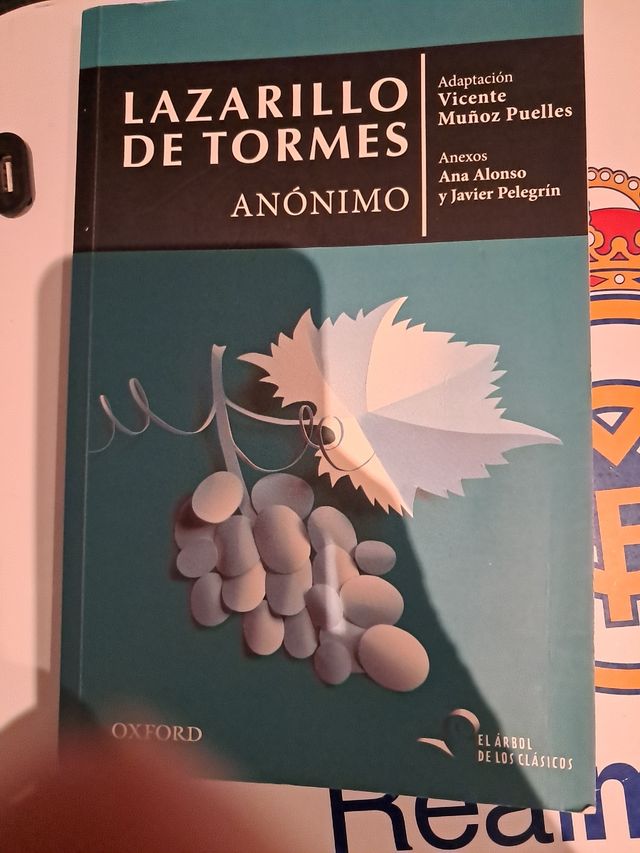 LAZARILLO
DE TORMES
ANÓNIMO
Adaptación
Vicente
Muñoz Puelles
Anexos
Ana Alonso
y Javier Pelegrín
OXFORD
EL ÁRBOL
DE LOS CLÁSICOS